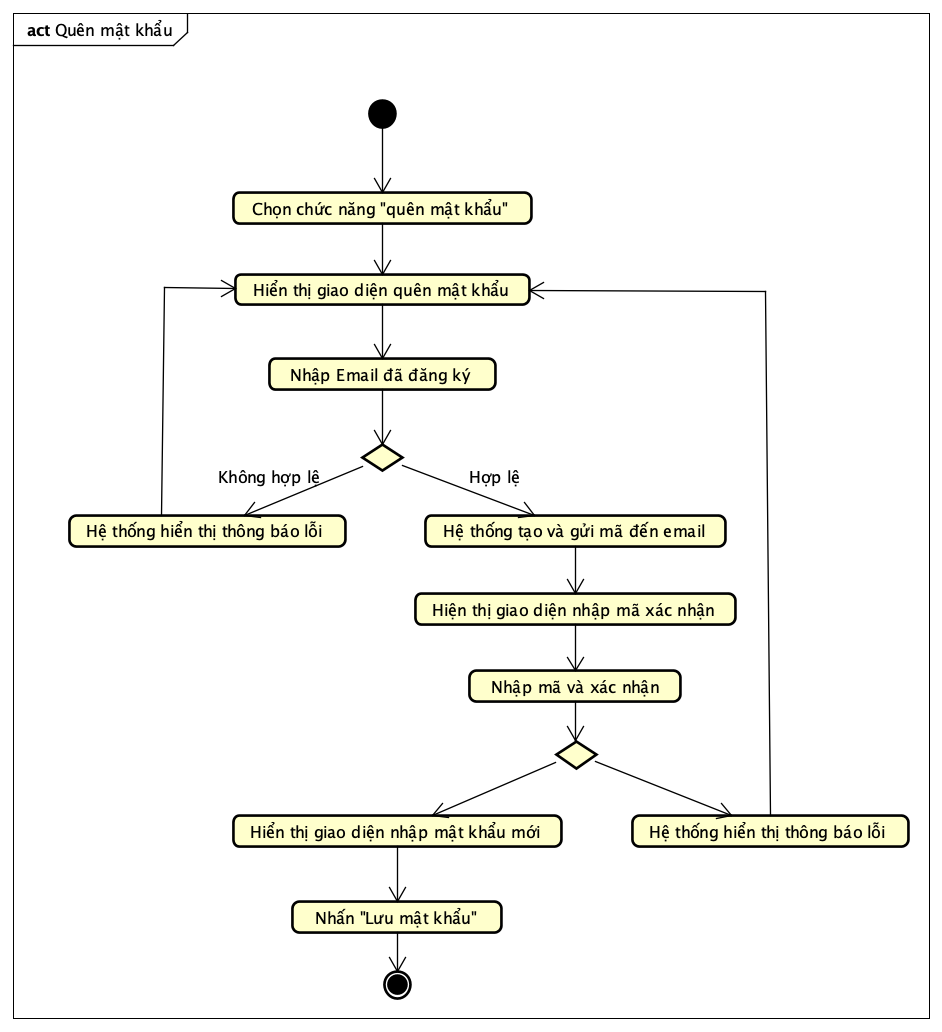 act Quên mật khẩu
Chọn chức năng "quên mật khẩu"
Hiển thị giao diện quên mật khẩu
Nhập Email đã đăng ký
Không hợp lê
Hợp lệ
Hệ thống hiển thị thông báo lỗi
Hệ thống tạo và gửi mã đến email
Hiện thị giao diện nhập mã xác nhận
Nhập mã và xác nhận
Hiển thị giao diện nhập mật khẩu mới
Hệ thống hiển thị thông báo lỗi
Nhấn "Lưu mật khẩu"